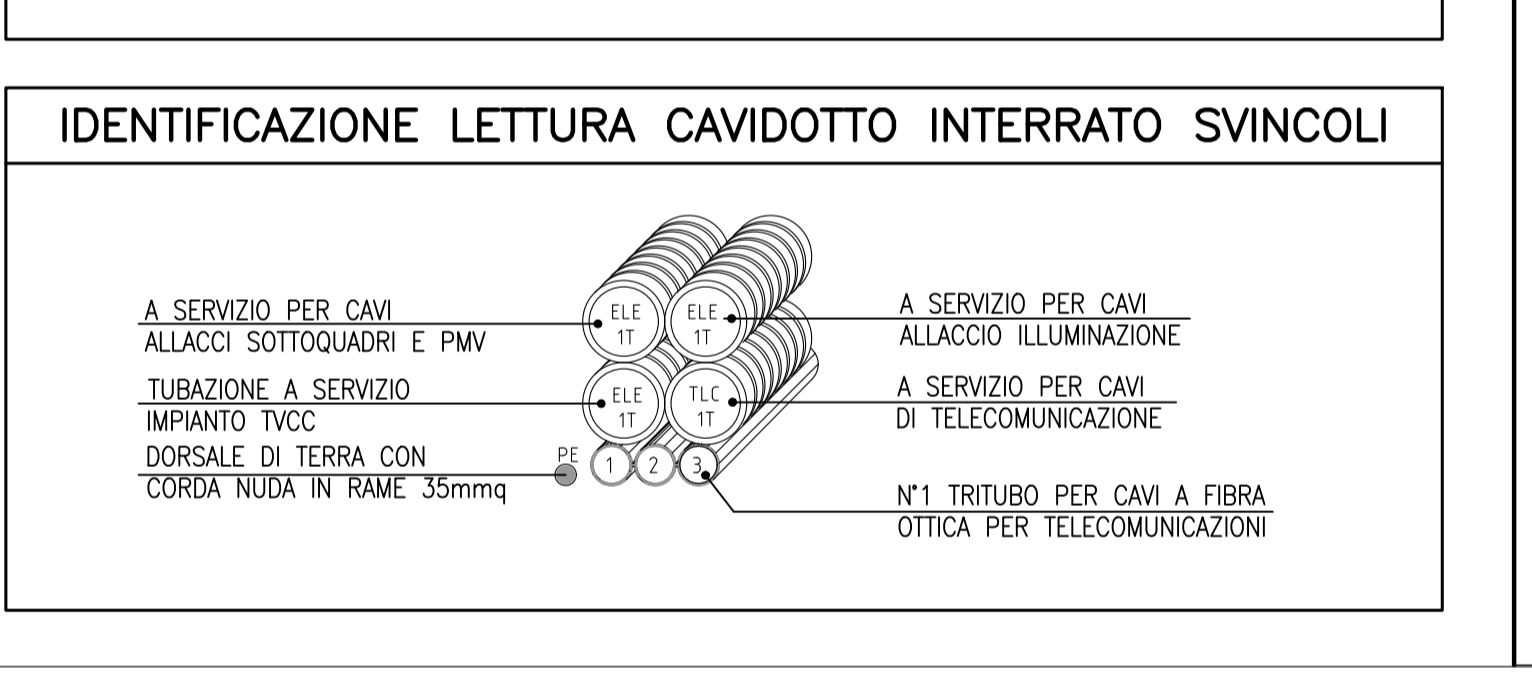 IDENTIFICAZIONE LETTURA CAVIDOTTO INTERRATO SVINCOLI
A SERVIZIO PER CAVI
ALLACCI SOTTOQUADRI E PMV
TUBAZIONE A SERVIZIO
IMPIANTO TVCC
DORSALE DI TERRA CON
CORDA NUDA IN RAME 35mmq
ELE
1T
ELE
1T
ELE
1T
TLC
1T
PE
1
2
3
A SERVIZIO PER CAVI
ALLACCIO ILLUMINAZIONE
A SERVIZIO PER CAVI
DI TELECOMUNICAZIONE
N°1 TRITUBO PER CAVI A FIBRA
OTTICA PER TELECOMUNICAZIONI